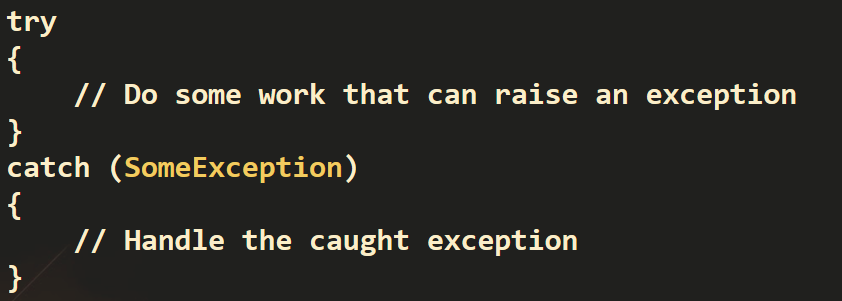 try
{
    // Do some work that can raise an exception
}
catch (SomeException)
{
    // Handle the caught exception
}